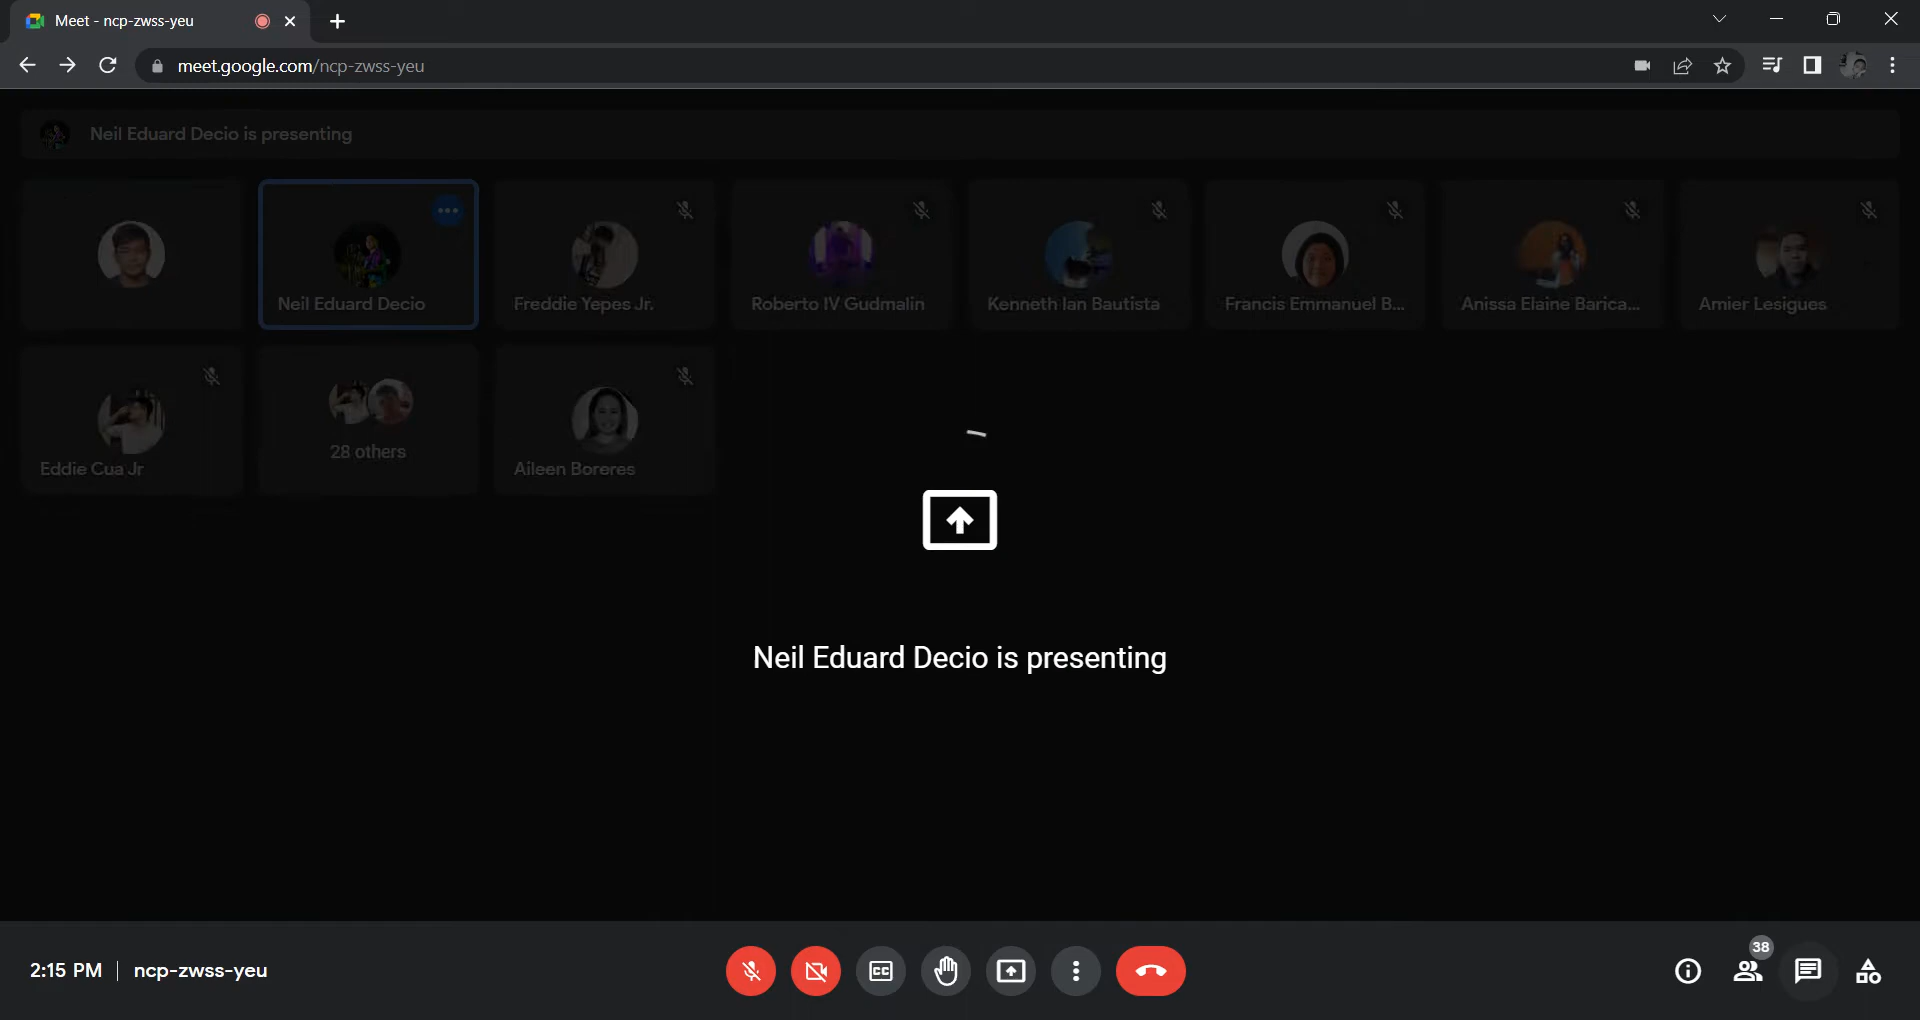 Meet - ncp-zwss-yeu
meet.google.com/ncp-zwss-yeu
Neil Eduard Decio is presenting
Neil Eduard Decio
Freddie Yepes Jr.
Roberto IV Gudmalin
Kenneth Ian Bautista
Francis Emmanuel B...
Anissa Elaine Barica...
Amier Lesigues
Eddie Cua Jr
28 others
Aileen Boreres
Neil Eduard Decio is presenting
2:15 PM | ncp-zwss-yeu
CC
38